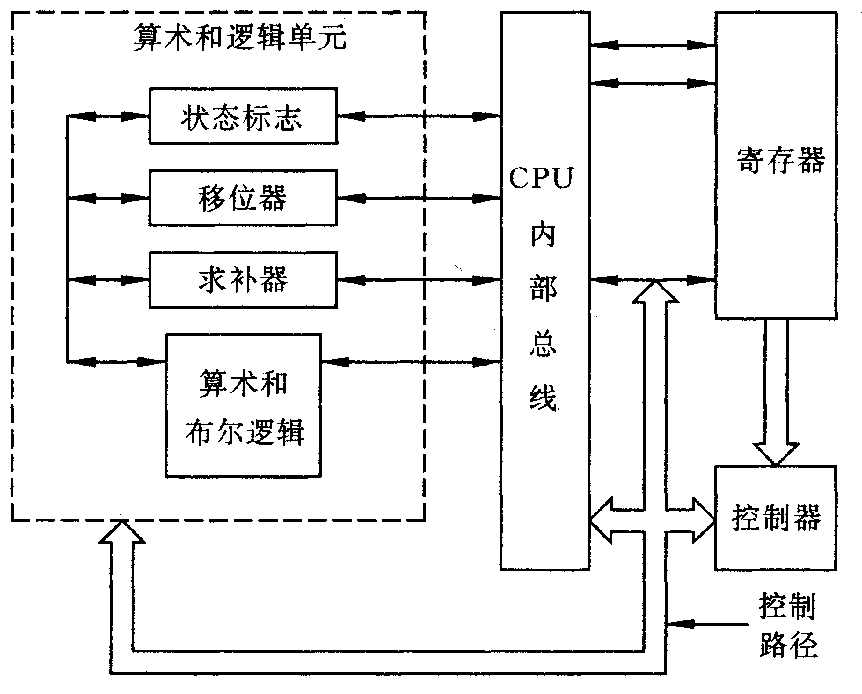 算术和逻辑单元
状态标志
移位器
求补器
算术和
布尔逻辑
CPU
内
部
总
线
寄存器
控制器
控制
路径